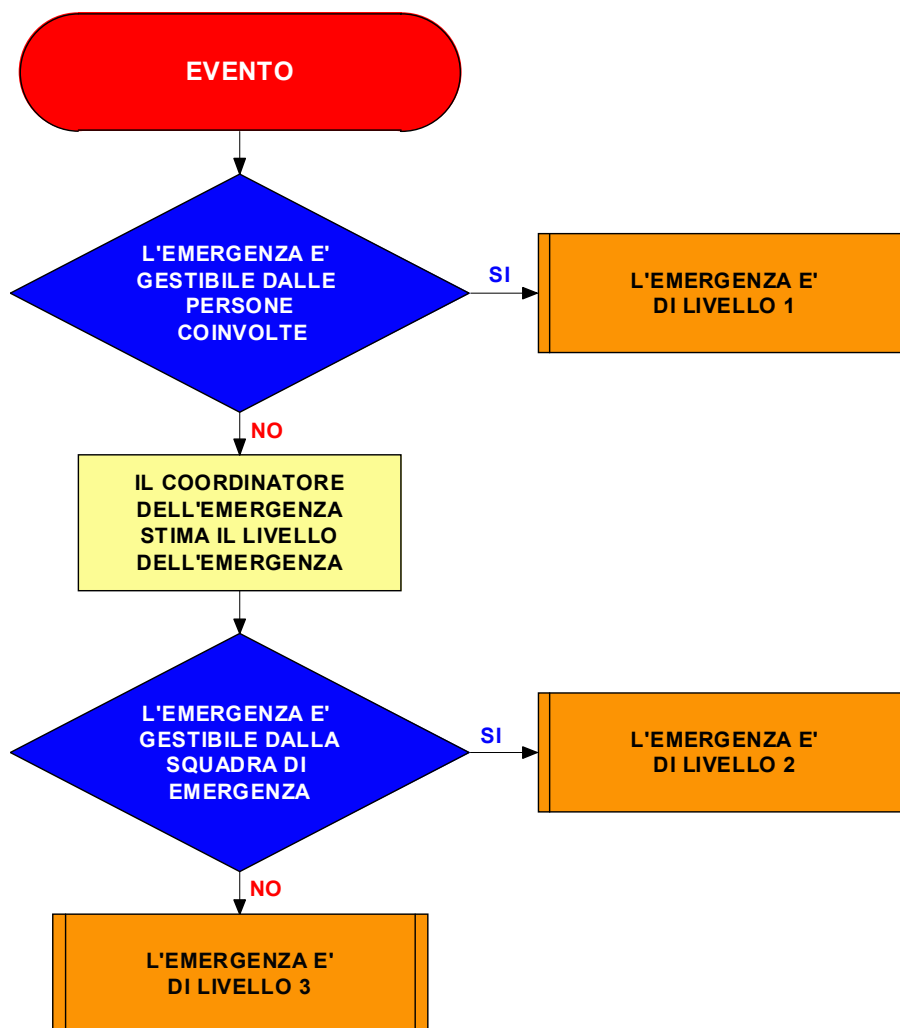 EVENTO
L'EMERGENZA E'
GESTIBILE DALLE
PERSONE
COINVOLTE
SI
L'EMERGENZA E'
DI LIVELLO 1
NO
IL COORDINATORE
DELL'EMERGENZA
STIMA IL LIVELLO
DELL'EMERGENZA
L'EMERGENZA E'
GESTIBILE DALLA
SQUADRA DI
EMERGENZA
SI
L'EMERGENZA E'
DI LIVELLO 2
NO
L'EMERGENZA E'
DI LIVELLO 3